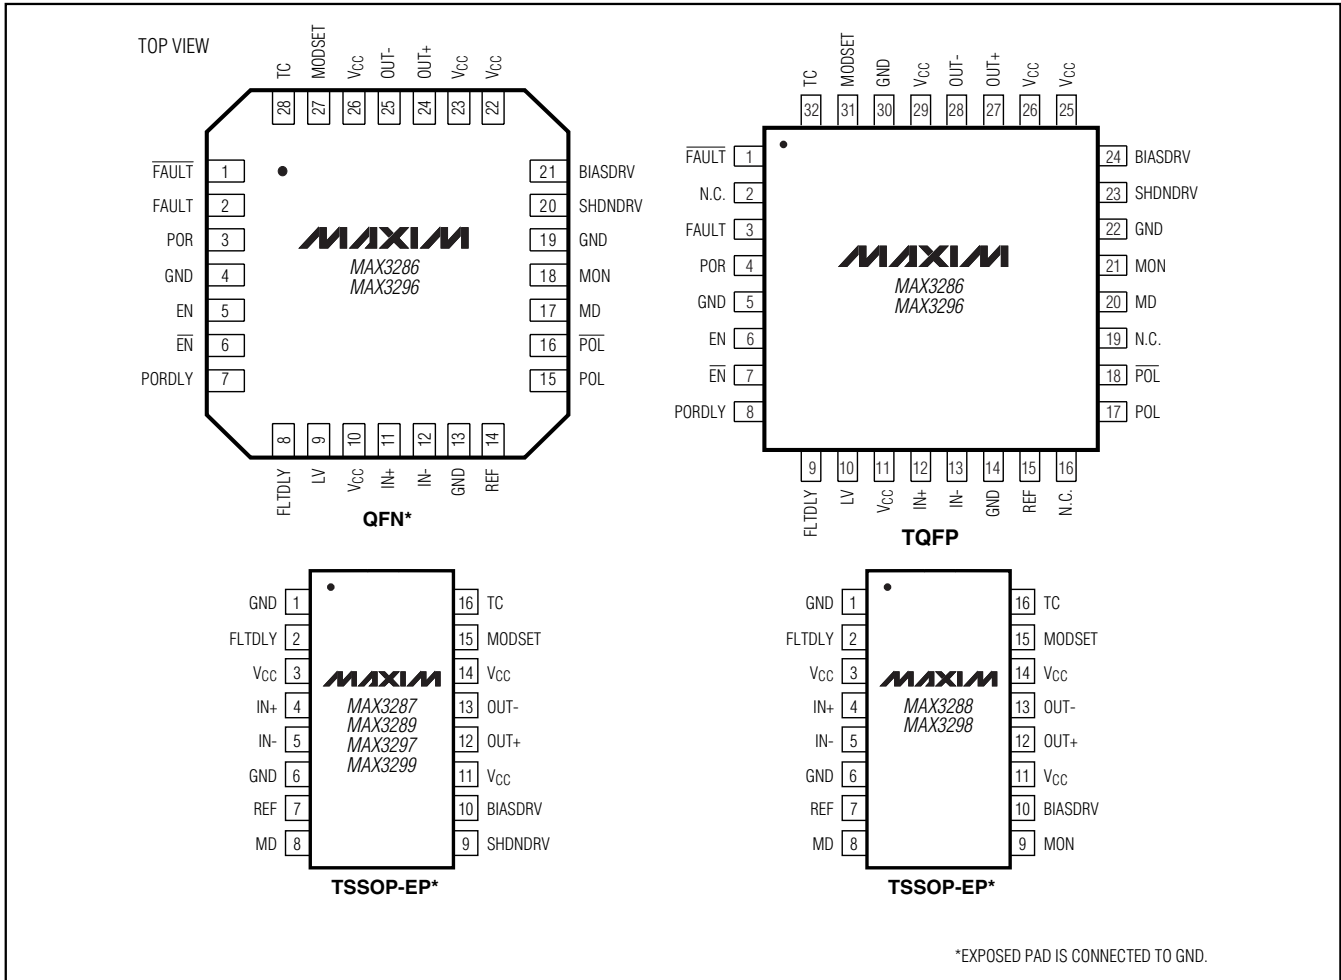 TOP VIEW
TC
MODSET
VCC
OUT-
OUT+
VCC
VCC
28
27
26
25
24
23
22
F̅A̅U̅L̅T̅ 1
FAULT 2
POR 3
GND 4
EN 5
E̅N̅ 6
PORDLY 7
MAXIM
MAX3286
MAX3296
21 BIASDRV
20 SHDNDRV
19 GND
18 MON
17 MD
16 P̅O̅L̅
15 POL
8
9
10
11
12
13
14
FLTDLY
LV
VCC
IN+
IN-
GND
REF
QFN*
TC
MODSET
GND
VCC
OUT-
OUT+
VCC
VCC
32
31
30
29
28
27
26
25
F̅A̅U̅L̅T̅ 1
N.C. 2
FAULT 3
POR 4
GND 5
EN 6
E̅N̅ 7
PORDLY 8
MAXIM
MAX3286
MAX3296
24 BIASDRV
23 SHDNDRV
22 GND
21 MON
20 MD
19 N.C.
18 P̅O̅L̅
17 POL
9
10
11
12
13
14
15
16
FLTDLY
LV
VCC
IN+
IN-
GND
REF
N.C.
TQFP
GND 1
FLTDLY 2
VCC 3
IN+ 4
IN- 5
GND 6
REF 7
MD 8
MAXIM
MAX3287
MAX3289
MAX3297
MAX3299
16 TC
15 MODSET
14 VCC
13 OUT-
12 OUT+
11 VCC
10 BIASDRV
9 SHDNDRV
TSSOP-EP*
GND 1
FLTDLY 2
VCC 3
IN+ 4
IN- 5
GND 6
REF 7
MD 8
MAXIM
MAX3288
MAX3298
16 TC
15 MODSET
14 VCC
13 OUT-
12 OUT+
11 VCC
10 BIASDRV
9 MON
TSSOP-EP*
*EXPOSED PAD IS CONNECTED TO GND.